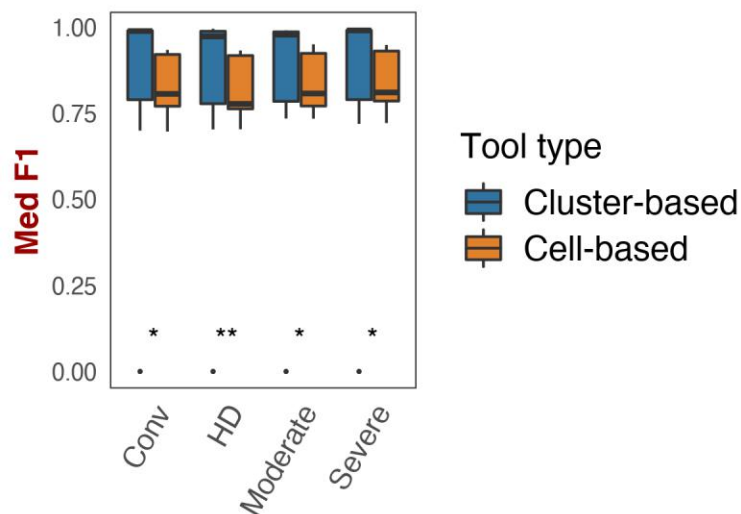 1.00
0.75
0.50
0.25
0.00
Med F1
*
**
*
*
Conv
HD
Moderate
Severe
Tool type
Cluster-based
Cell-based